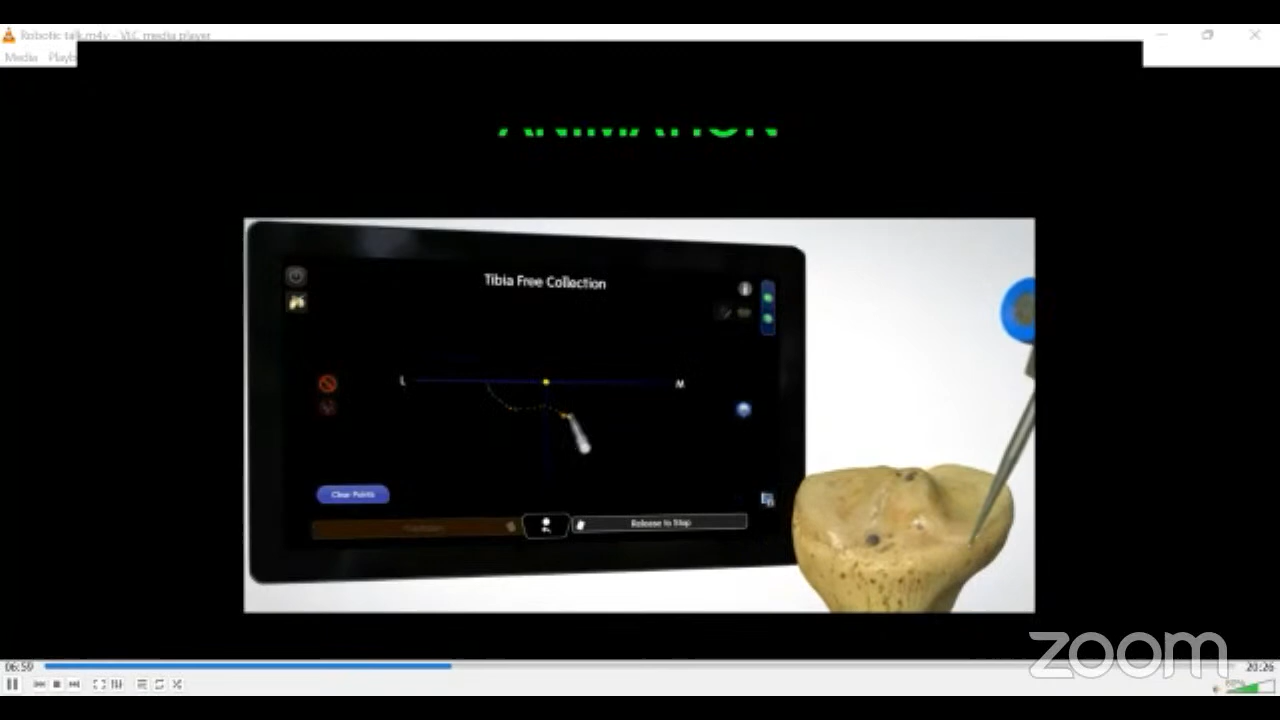 Robotic talk.m4v - VLC media player
Media Playb
ANIMATION
Tibia Free Collection
L
M
Clear Points
Release to Stop
zoom
06:59
20:26